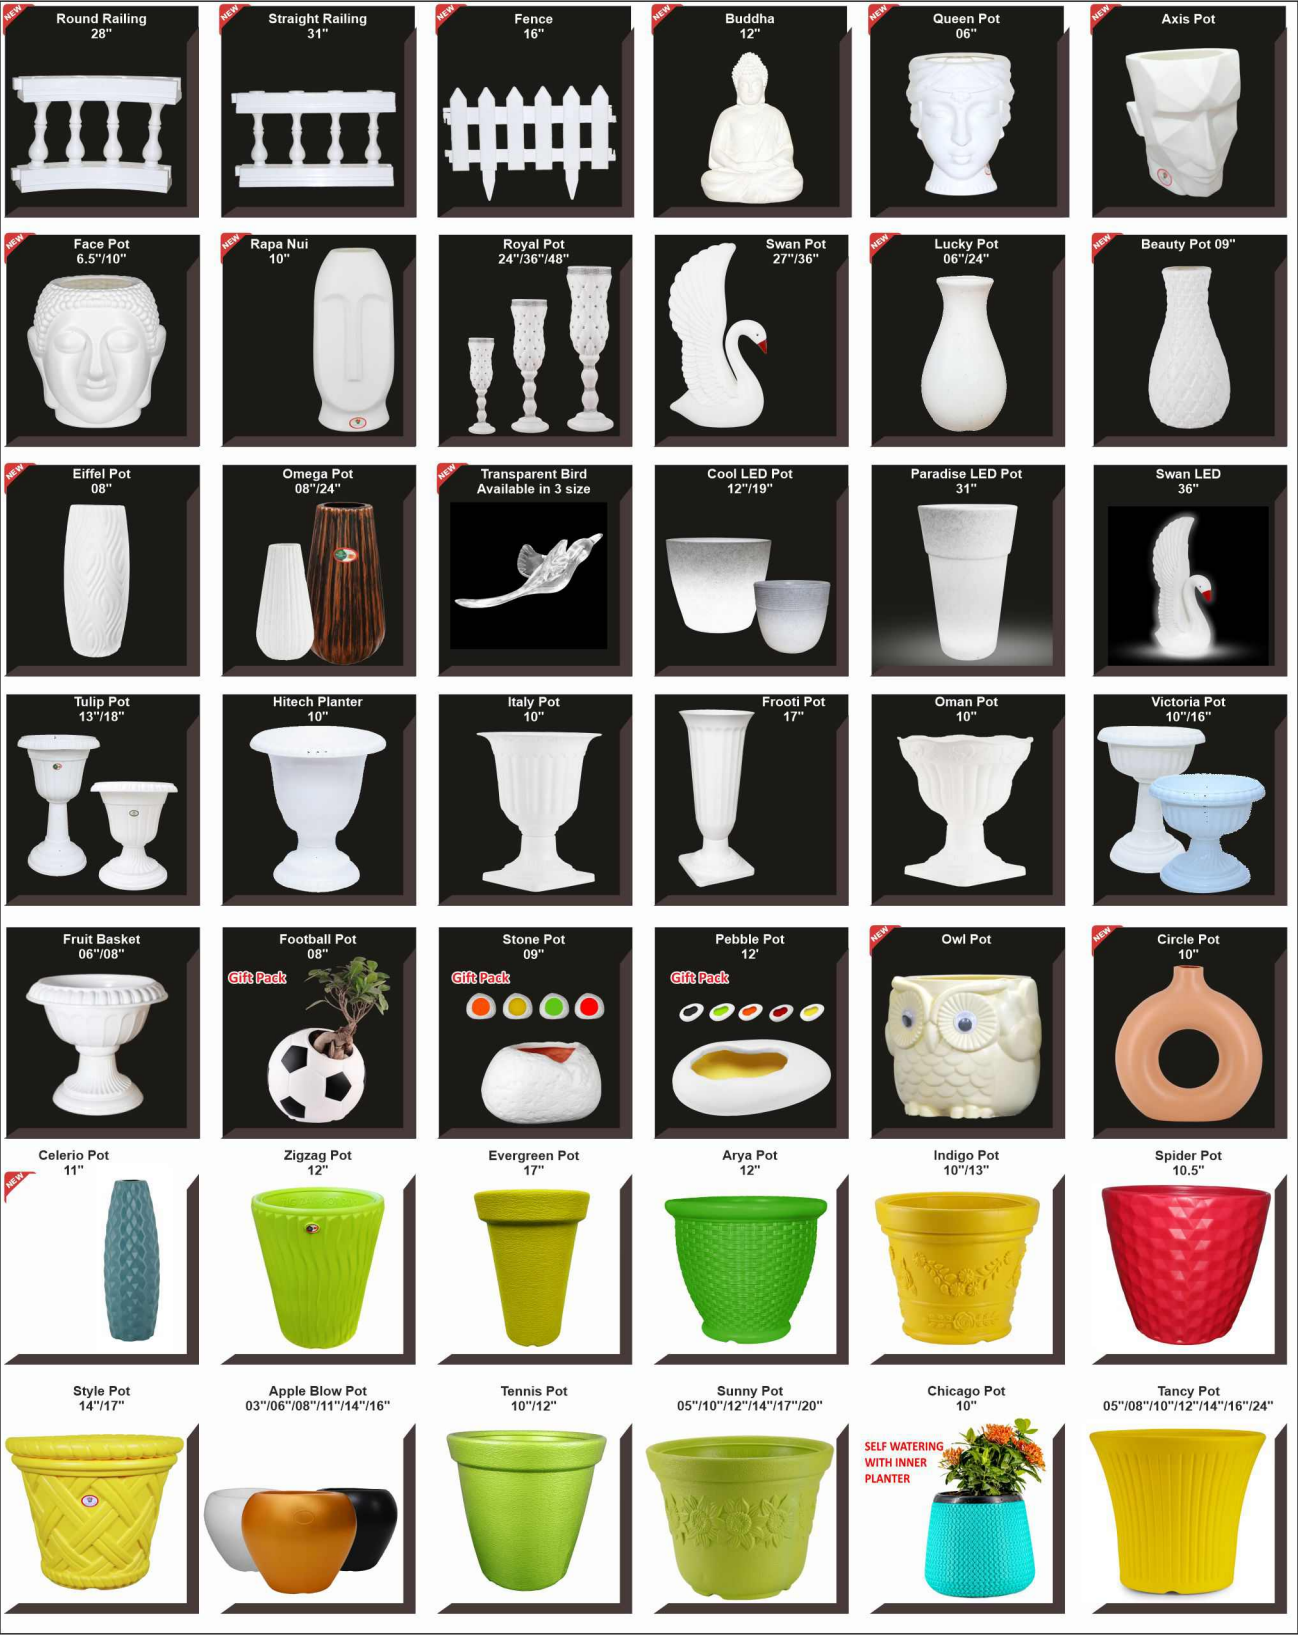 NEW
Round Railing
28"
NEW
Straight Railing
31"
NEW
Fence
16"
NEW
Buddha
12"
NEW
Queen Pot
06"
NEW
Axis Pot
NEW
Face Pot
6.5"/10"
NEW
Rapa Nui
10"
Royal Pot
24"/36"/48"
Swan Pot
27"/36"
NEW
Lucky Pot
06"/24"
NEW
Beauty Pot 09"
NEW
Eiffel Pot
08"
Omega Pot
08"/24"
NEW
Transparent Bird
Available in 3 size
Cool LED Pot
12"/19"
Paradise LED Pot
31"
Swan LED
36"
Tulip Pot
13"/18"
Hitech Planter
10"
Italy Pot
10"
Frooti Pot
17"
Oman Pot
10"
Victoria Pot
10"/16"
Fruit Basket
06"/08"
Football Pot
08"
Gift Pack
Stone Pot
09"
Gift Pack
Pebble Pot
12'
Gift Pack
NEW
Owl Pot
NEW
Circle Pot
10"
Celerio Pot
11"
NEW
Zigzag Pot
12"
Evergreen Pot
17"
Arya Pot
12"
Indigo Pot
10"/13"
Spider Pot
10.5"
Style Pot
14"/17"
Apple Blow Pot
03"/06"/08"/11"/14"/16"
Tennis Pot
10"/12"
Sunny Pot
05"/10"/12"/14"/17"/20"
Chicago Pot
10"
SELF WATERING
WITH INNER
PLANTER
Tancy Pot
05"/08"/10"/12"/14"/16"/24"